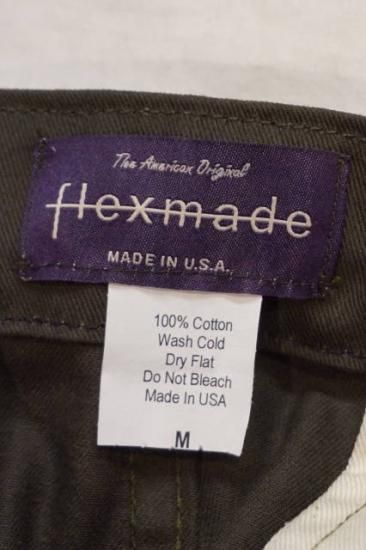 The American Original
flexmade
MADE IN U.S.A.
100% Cotton
Wash Cold
Dry Flat
Do Not Bleach
Made In USA
M